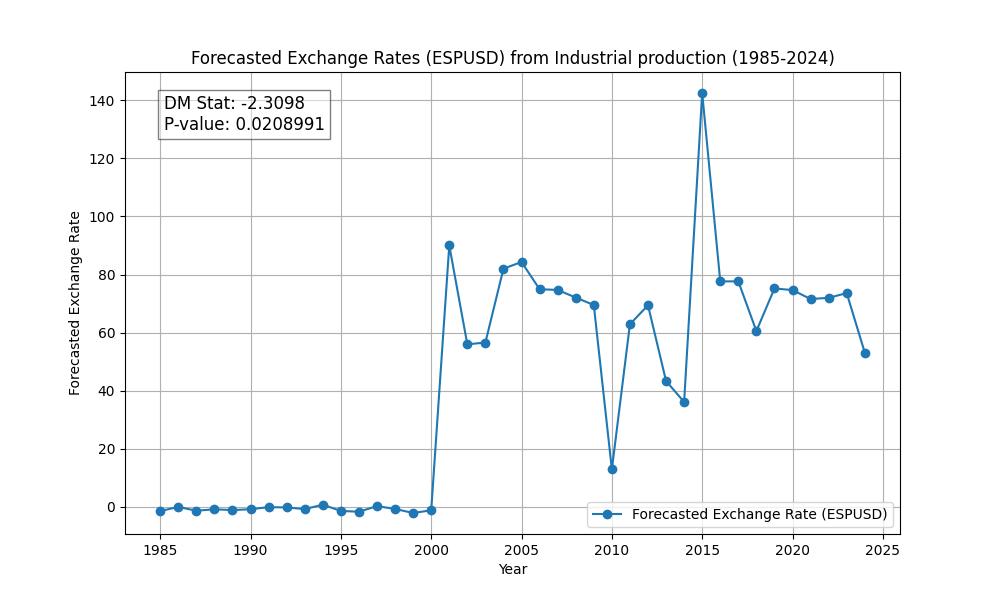 Forecasted Exchange Rates (ESPUSD) from Industrial production (1985-2024)
DM Stat: -2.3098
P-value: 0.0208991
Forecasted Exchange Rate
140
120
100
80
60
40
20
0
Forecasted Exchange Rate (ESPUSD)
1985 1990 1995 2000 2005 2010 2015 2020 2025
Year